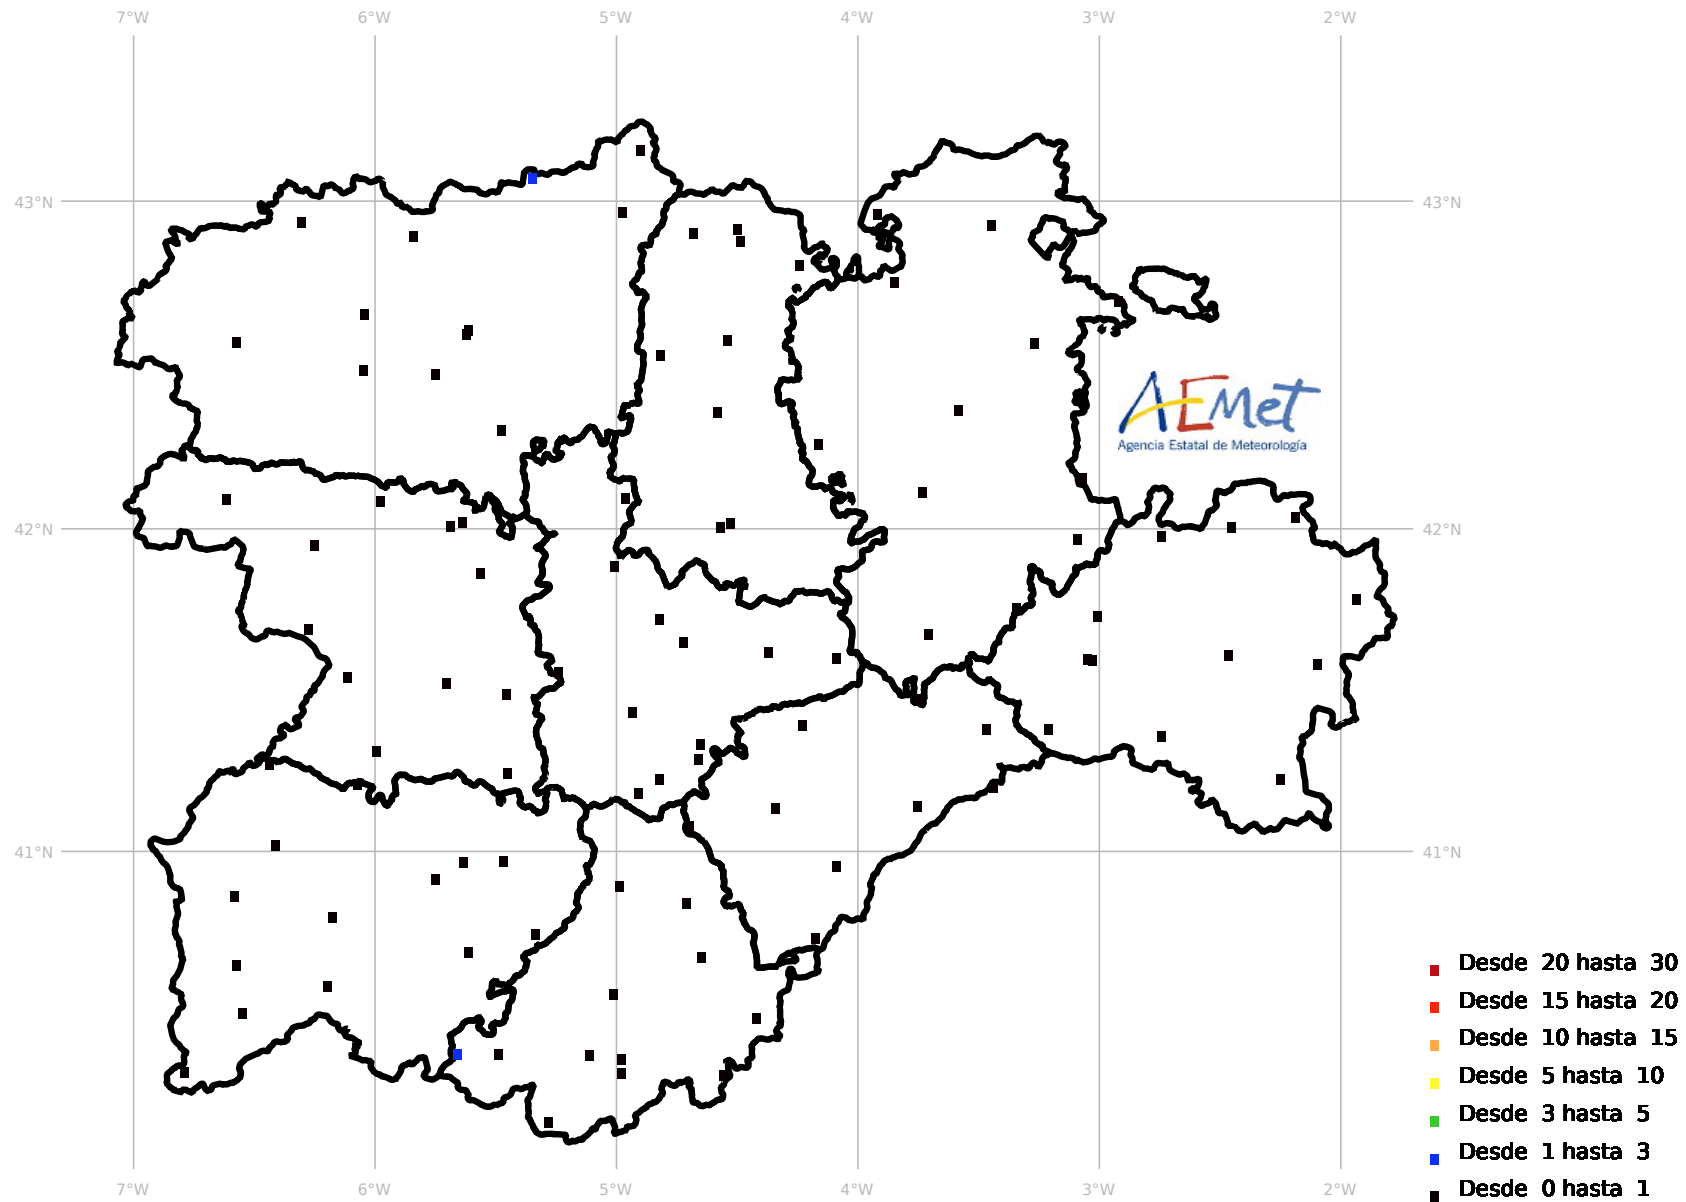 7°W 6°W 5°W 4°W 3°W 2°W
43°N 43°N
AEMet
Agencia Estatal de Meteorología
42°N 42°N
41°N 41°N
Desde 20 hasta 30
Desde 15 hasta 20
Desde 10 hasta 15
Desde 5 hasta 10
Desde 3 hasta 5
Desde 1 hasta 3
Desde 0 hasta 1
7°W 6°W 5°W 4°W 3°W 2°W